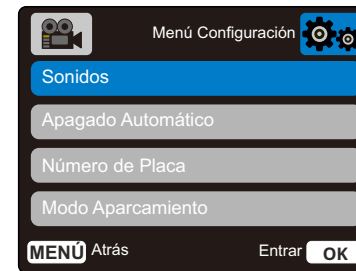 Menú Configuración
Sonidos
Apagado Automático
Número de Placa
Modo Aparcamiento
MENÚ Atrás Entrar OK